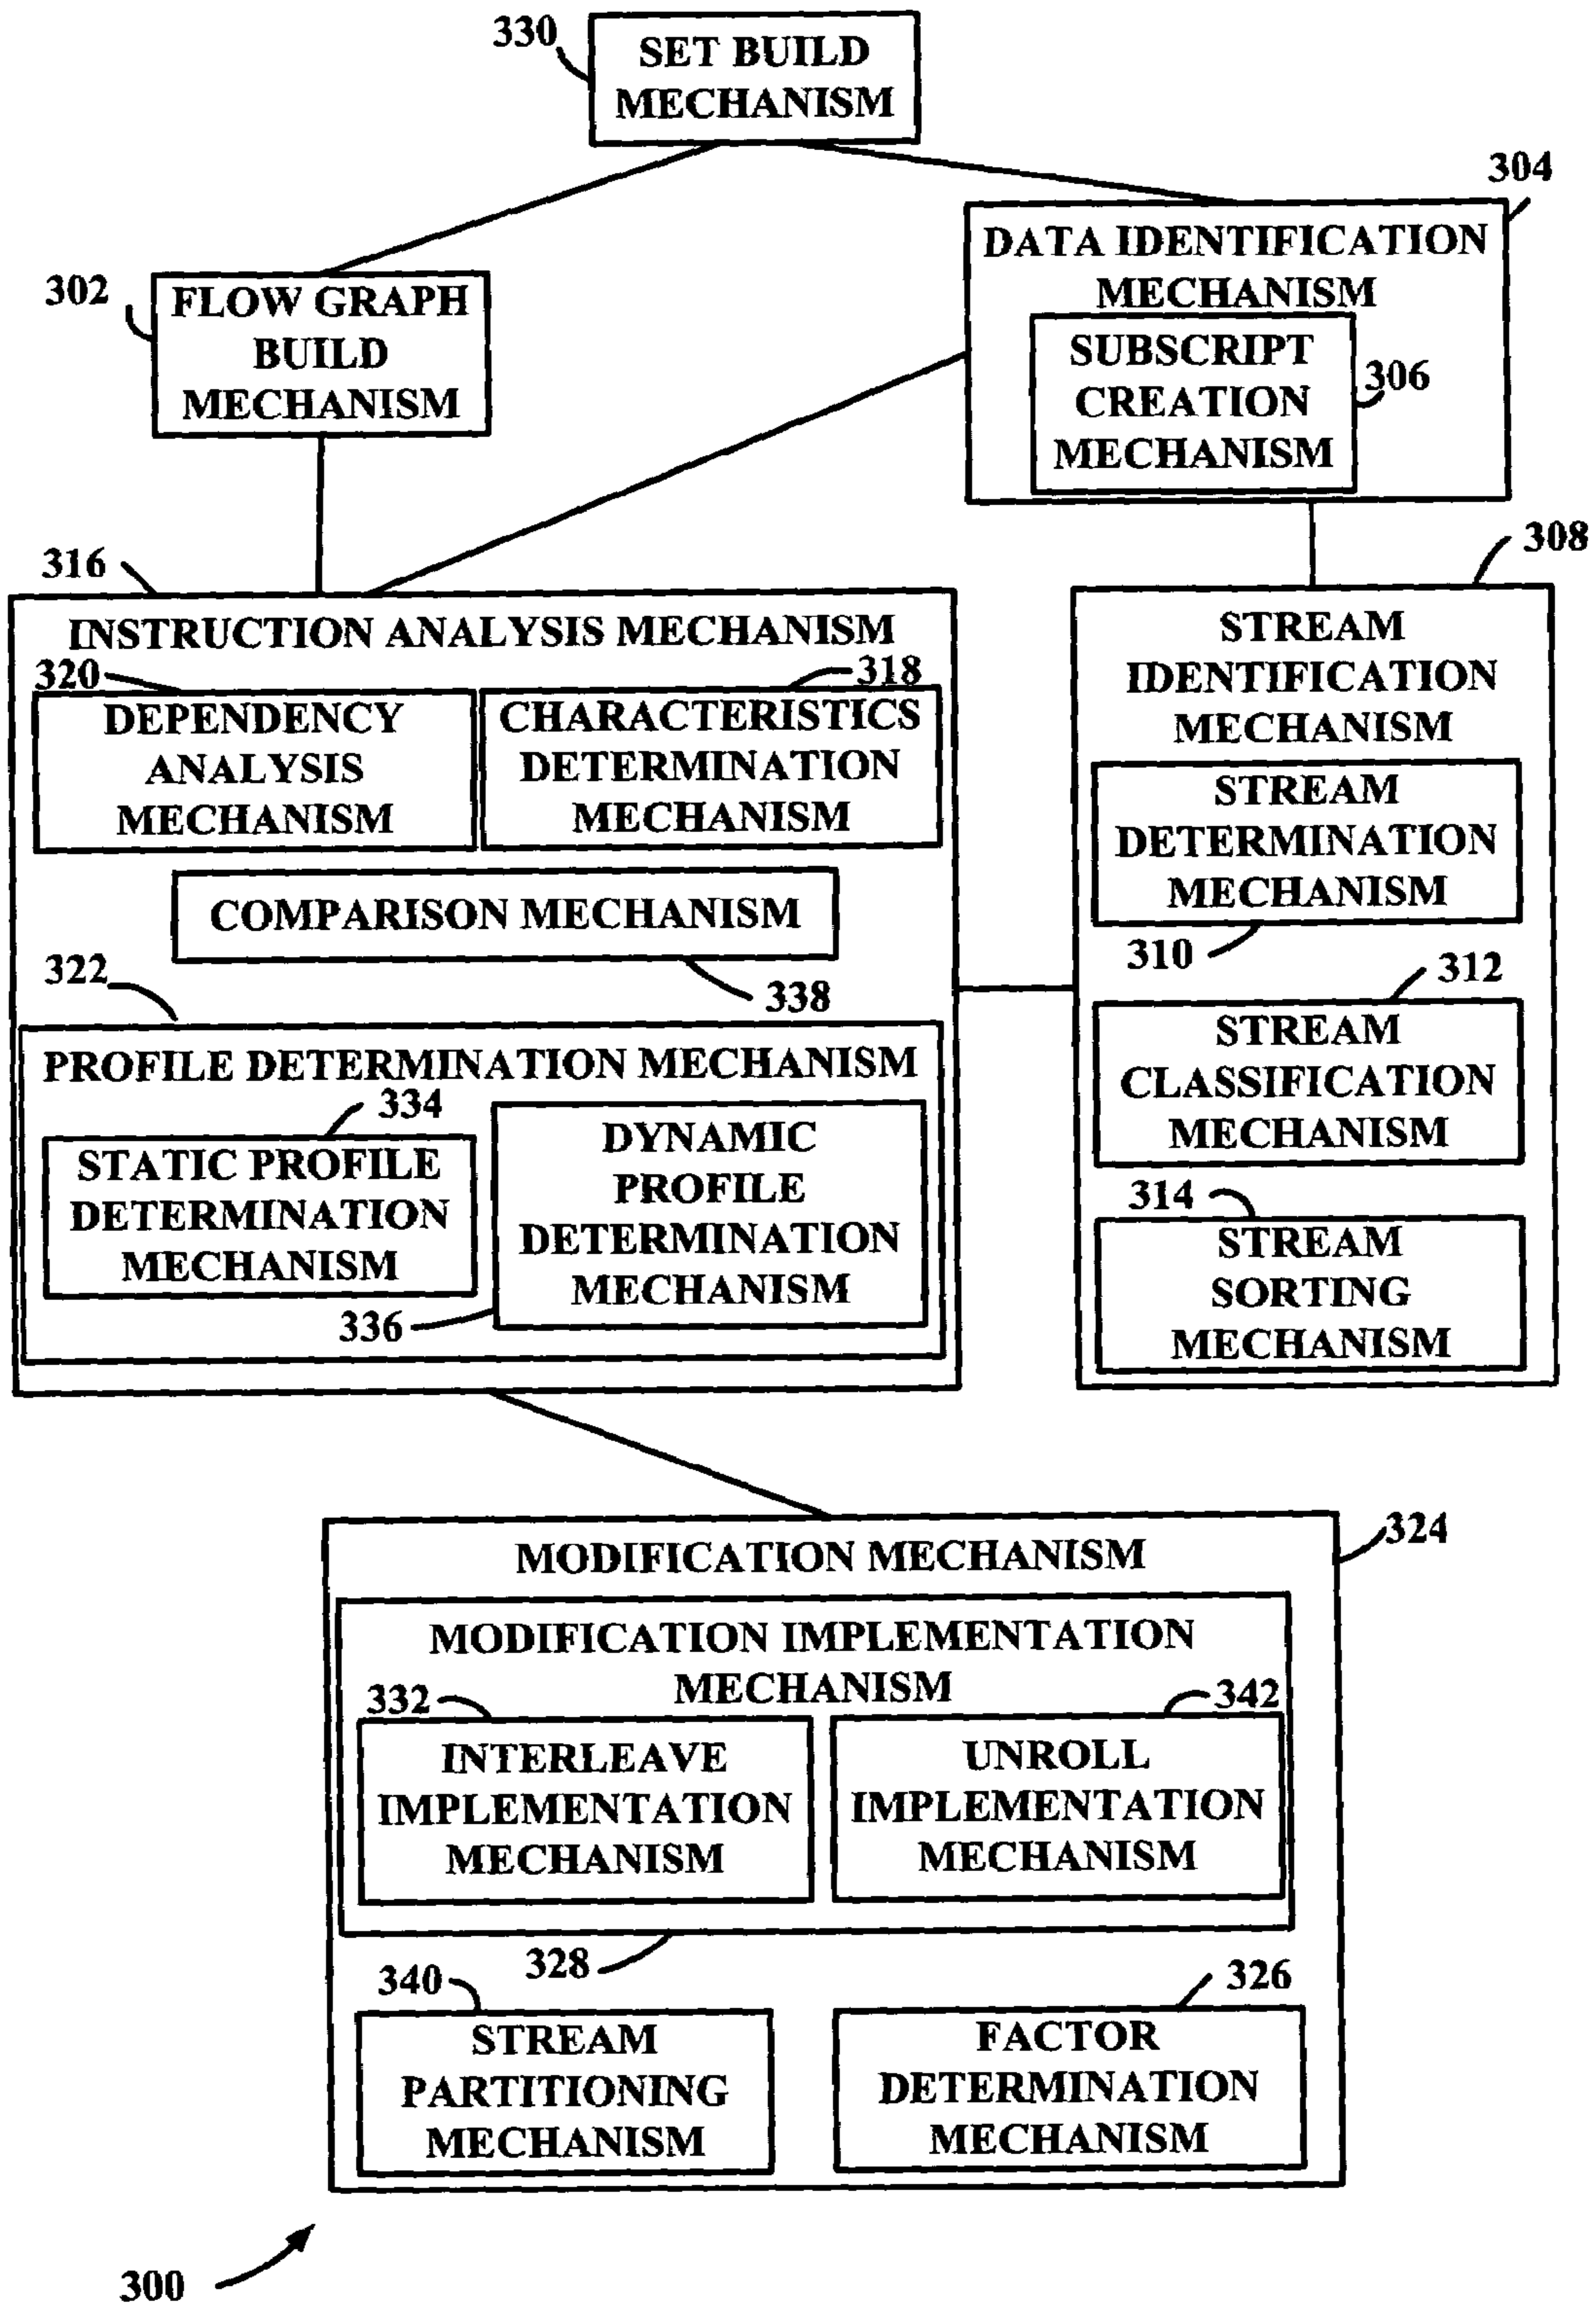 330
SET BUILD
MECHANISM
304
DATA IDENTIFICATION
MECHANISM
302
FLOW GRAPH
BUILD
MECHANISM
SUBSCRIPT
CREATION
MECHANISM
306
316
INSTRUCTION ANALYSIS MECHANISM
320
318
DEPENDENCY
ANALYSIS
MECHANISM
CHARACTERISTICS
DETERMINATION
MECHANISM
COMPARISON MECHANISM
338
322
PROFILE DETERMINATION MECHANISM
334
STATIC PROFILE
DETERMINATION
MECHANISM
DYNAMIC
PROFILE
DETERMINATION
MECHANISM
336
308
STREAM
IDENTIFICATION
MECHANISM
STREAM
DETERMINATION
MECHANISM
310
312
STREAM
CLASSIFICATION
MECHANISM
314
STREAM
SORTING
MECHANISM
324
MODIFICATION MECHANISM
MODIFICATION IMPLEMENTATION
MECHANISM
332
342
INTERLEAVE
IMPLEMENTATION
MECHANISM
UNROLL
IMPLEMENTATION
MECHANISM
328
340
326
STREAM
PARTITIONING
MECHANISM
FACTOR
DETERMINATION
MECHANISM
300